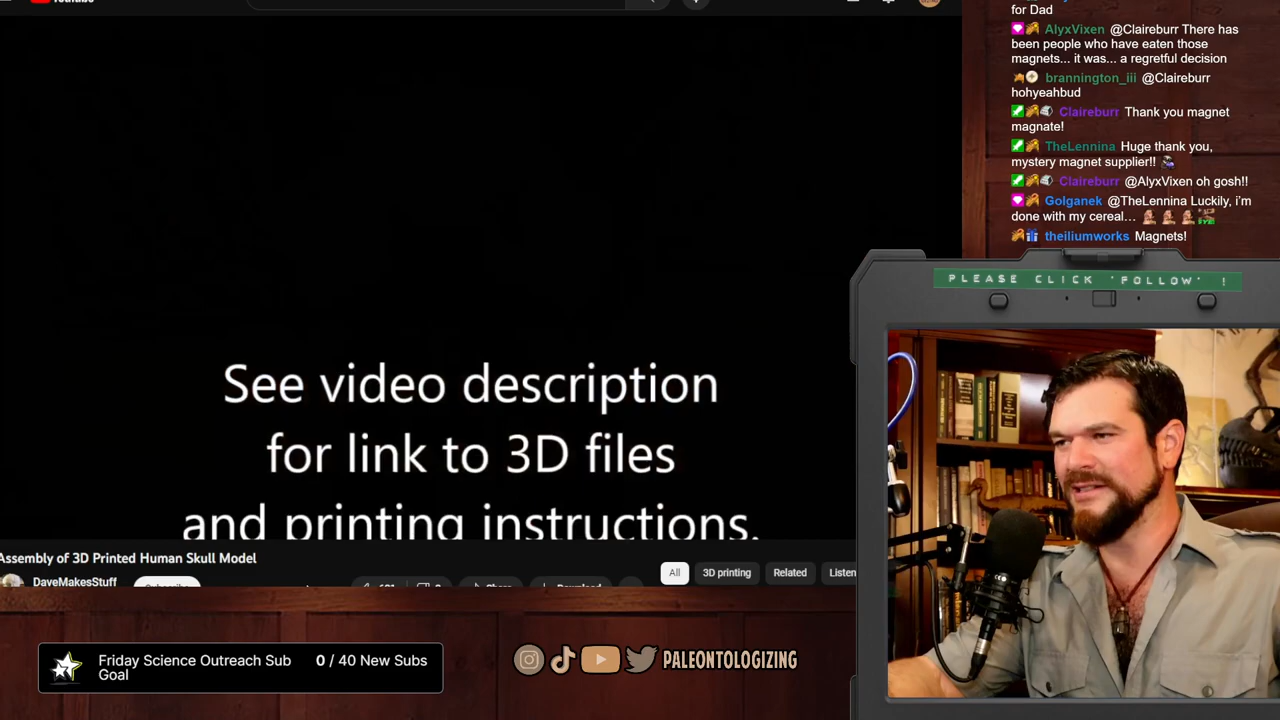 for Dad
AlyxVixen @Claireburr There has
been people who have eaten those
magnets... it was... a regretful decision
brannington_iii @Claireburr
hohyeahbud
Claireburr Thank you magnet
magnate!
TheLennina Huge thank you,
mystery magnet supplier!!
Claireburr @AlyxVixen oh gosh!!
Golganek @TheLennina Luckily, i'm
done with my cereal...
theiliumworks Magnets!
PLEASE CLICK 'FOLLOW' !
See video description
for link to 3D files
and printing instructions.
Assembly of 3D Printed Human Skull Model
DaveMakesStuff
Subscribe
Share
Download
All
3D printing
Related
Listen
Friday Science Outreach Sub
Goal
0 / 40 New Subs
PALEONTOLOGIZING